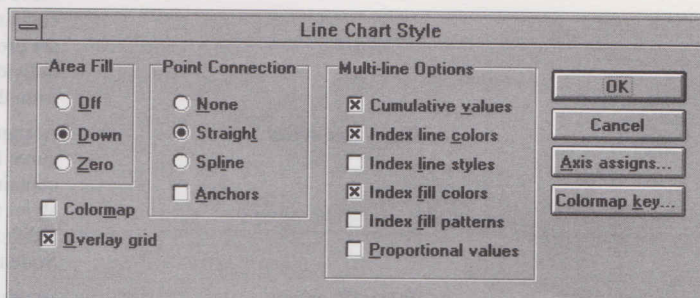 Line Chart Style
Area Fill
Off
Down
Zero
Colormap
Overlay grid
Point Connection
None
Straight
Spline
Anchors
Multi-line Options
Cumulative values
Index line colors
Index line styles
Index fill colors
Index fill patterns
Proportional values
OK
Cancel
Axis assigns...
Colormap key...